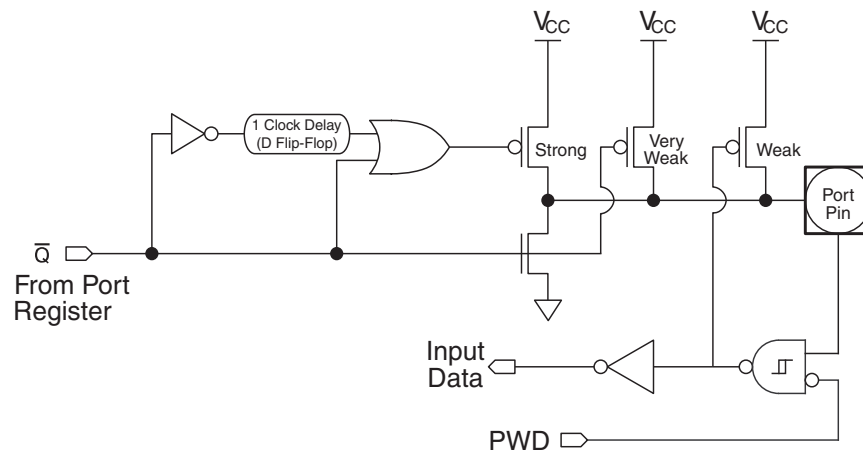 VCC
VCC
VCC
1 Clock Delay
(D Flip-Flop)
Strong
Very
Weak
Weak
Port
Pin
Q̅
From Port
Register
Input
Data
PWD